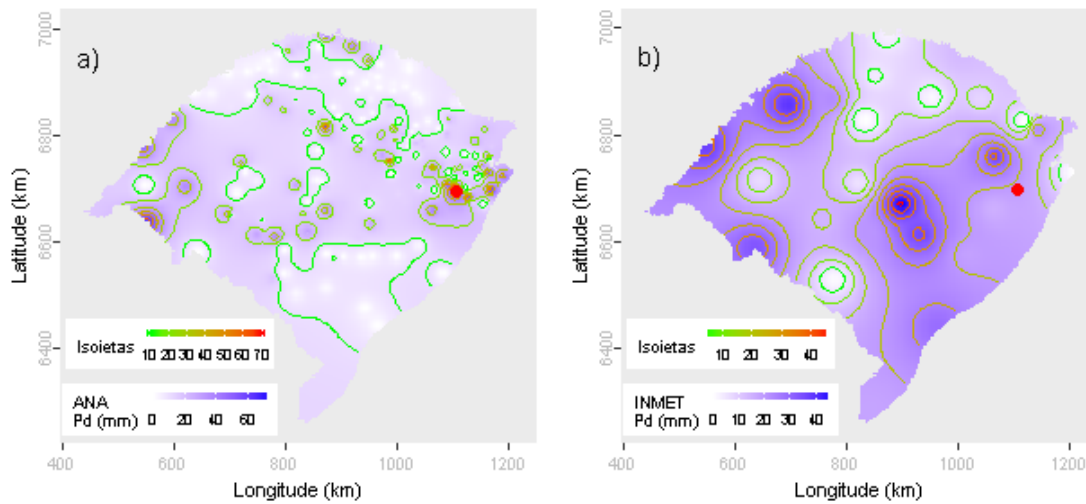 a)
7000
6800
6600
6400
Latitude (km)
Isoietas
10 20 30 40 50 60 70
ANA
Pd (mm)
0 20 40 60
400 600 800 1000 1200
Longitude (km)
b)
7000
6800
6600
6400
Latitude (km)
Isoietas
10 20 30 40
INMET
Pd (mm)
0 10 20 30 40
400 600 800 1000 1200
Longitude (km)